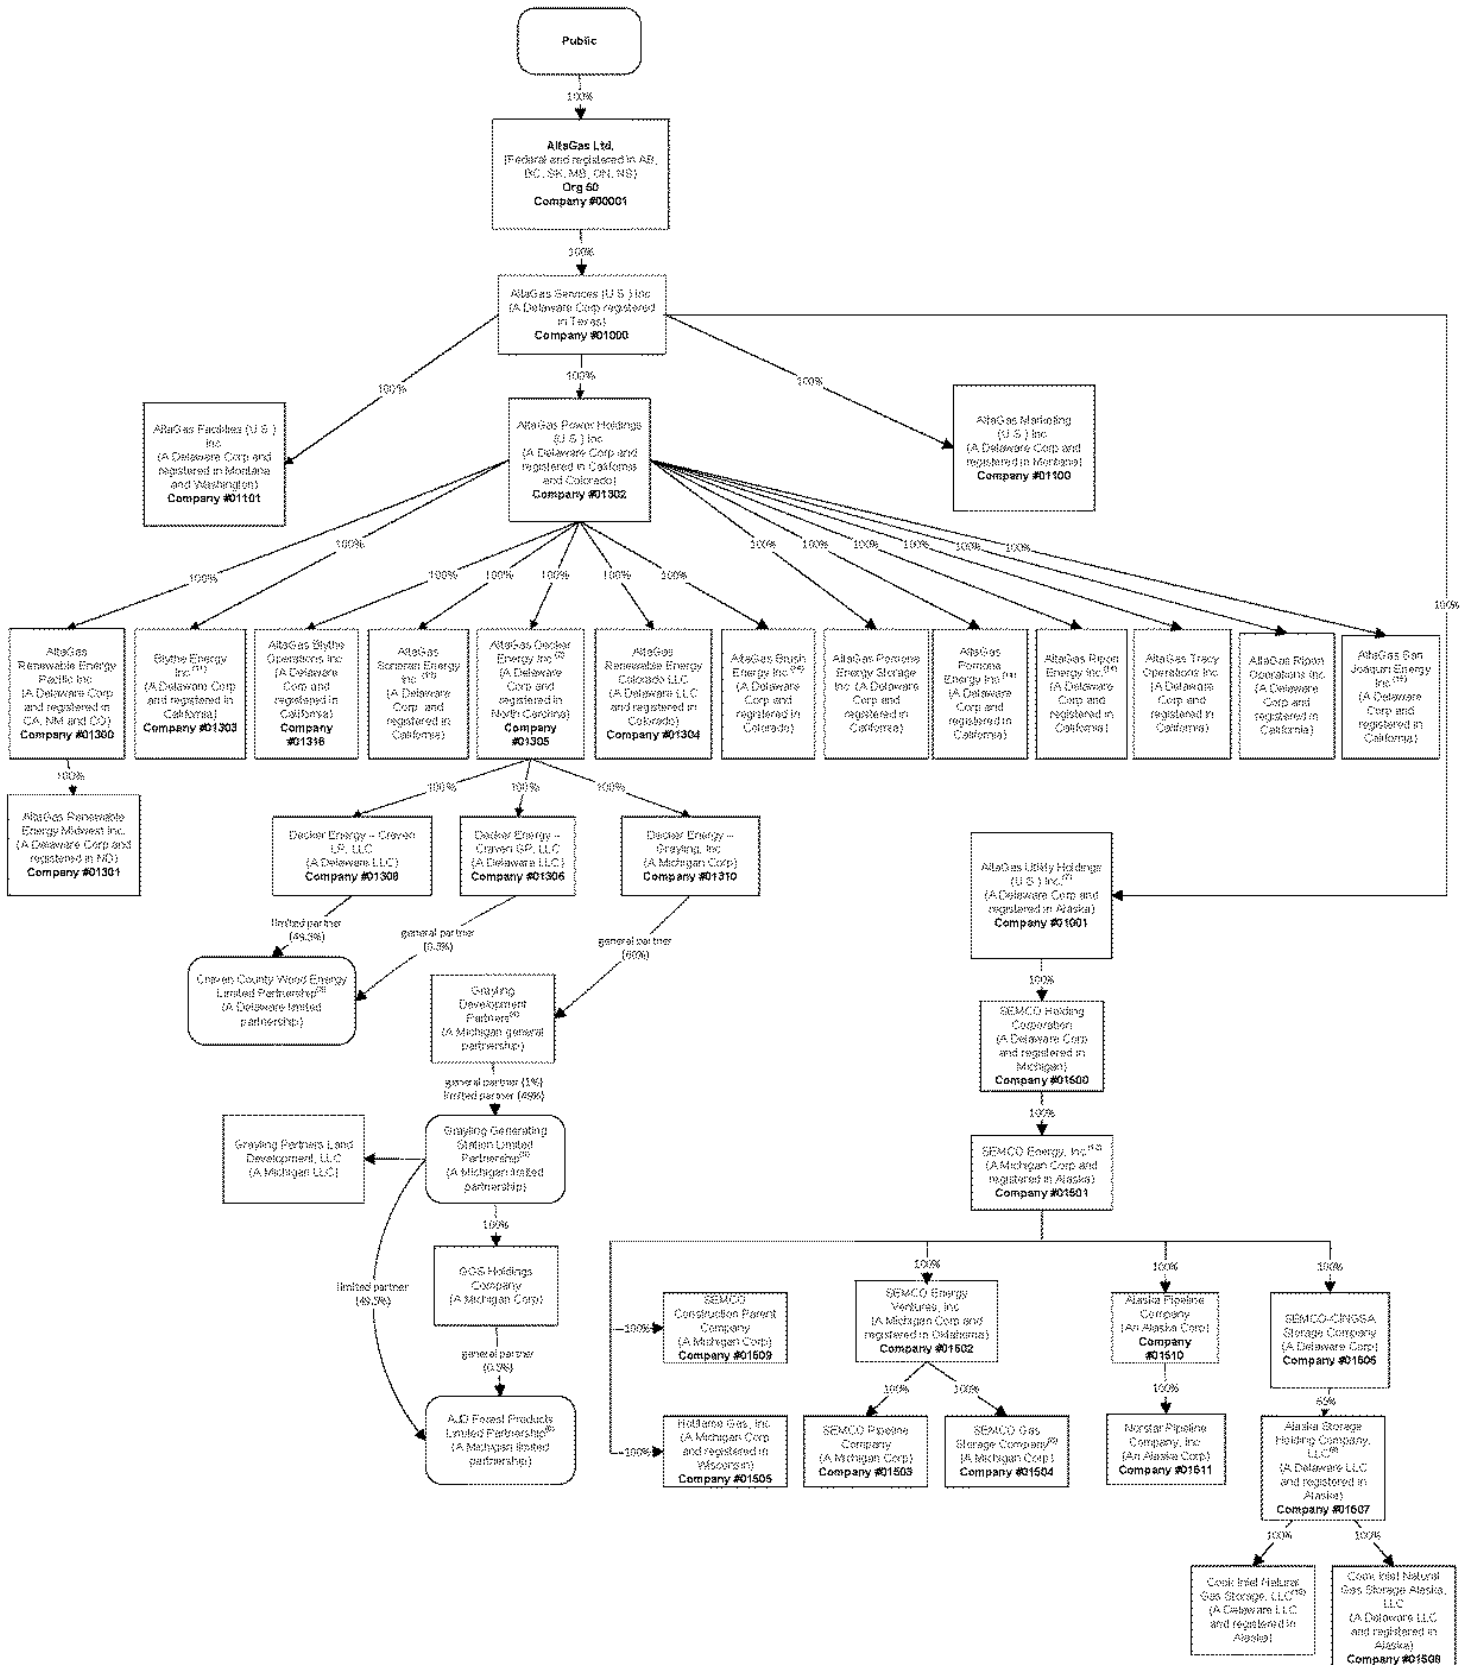 Public
100%
AltaGas Ltd.
(Federal and registered in AB,
BC, SK, MB, ON, NS)
Org 50
Company #00001
100%
AltaGas Services (U.S.) Inc
(A Delaware Corp registered
in Texas)
Company #01000
100%
100%
100%
AltaGas Facilities (U.S.)
Inc
(A Delaware Corp and
registered in Montana
and Washington)
Company #01101
AltaGas Power Holdings
(U.S.) Inc
(A Delaware Corp and
registered in California
and Colorado)
Company #01302
AltaGas Marketing
(U.S.) Inc
(A Delaware Corp and
registered in Montana)
Company #01100
100%
100%
100%
100%
100%
100%
100%
100%
100%
100%
100%
100%
100%
100%
AltaGas
Renewable Energy
Pacific Inc
(A Delaware Corp
and registered in
CA, NM and CO)
Company #01300
Blythe Energy
Inc
(A Delaware Corp
and registered in
California)
Company #01303
AltaGas Blythe
Operations Inc
(A Delaware
Corp and
registered in
California)
Company
#01316
AltaGas
Sonoran Energy
Inc
(A Delaware
Corp and
registered in
California)
AltaGas Decker
Energy Inc
(A Delaware
Corp and
registered in
North Carolina)
Company
#01305
AltaGas
Renewable Energy
Colorado LLC
(A Delaware LLC
and registered in
Colorado)
Company #01304
AltaGas Brush
Energy Inc
(A Delaware
Corp and
registered in
Colorado)
AltaGas Pomona
Energy Storage
Inc (A Delaware
Corp and
registered in
California)
AltaGas
Pomona
Energy Inc
(A Delaware
Corp and
registered in
California)
AltaGas Ripon
Energy Inc.
(A Delaware
Corp and
registered in
California)
AltaGas Tracy
Operations Inc
(A Delaware
Corp and
registered in
California)
AltaGas Ripon
Operations Inc
(A Delaware
Corp and
registered in
California)
AltaGas San
Joaquin Energy
Inc
(A Delaware
Corp and
registered in
California)
100%
AltaGas Renewable
Energy Midwest Inc.
(A Delaware Corp and
registered in ND)
Company #01301
100%
100%
100%
Decker Energy – Craven
LP, LLC
(A Delaware LLC)
Company #01308
Decker Energy –
Craven GP, LLC
(A Delaware LLC)
Company #01306
Decker Energy –
Grayling, Inc
(A Michigan Corp)
Company #01310
AltaGas Utility Holdings
(U.S.) Inc.
(A Delaware Corp and
registered in Alaska)
Company #01001
limited partner
(49.5%)
general partner
(0.5%)
general partner
(60%)
Craven County Wood Energy
Limited Partnership
(A Delaware limited
partnership)
Grayling
Development
Partners
(A Michigan general
partnership)
100%
SEMCO Holding
Corporation
(A Delaware Corp
and registered in
Michigan)
Company #01500
general partner (1%)
limited partner (49%)
100%
Grayling Partners Land
Development, LLC
(A Michigan LLC)
Grayling Generating
Station Limited
Partnership
(A Michigan limited
partnership)
SEMCO Energy, Inc
(A Michigan Corp and
registered in Alaska)
Company #01501
100%
GGS Holdings
Company
(A Michigan Corp)
limited partner
(49.5%)
general partner
(0.5%)
AJD Forest Products
Limited Partnership
(A Michigan limited
partnership)
100%
100%
100%
100%
SEMCO
Construction Parent
Company
(A Michigan Corp)
Company #01509
SEMCO Energy
Ventures, Inc
(A Michigan Corp and
registered in Oklahoma)
Company #01502
Alaska Pipeline
Company
(An Alaska Corp)
Company
#01510
SEMCO-CINGSA
Storage Company
(A Delaware Corp)
Company #01506
100%
100%
100%
100%
65%
Hotflame Gas, Inc
(A Michigan Corp
and registered in
Wisconsin)
Company #01505
SEMCO Pipeline
Company
(A Michigan Corp)
Company #01503
SEMCO Gas
Storage Company
(A Michigan Corp)
Company #01504
Norstar Pipeline
Company, Inc
(An Alaska Corp)
Company #01511
Alaska Storage
Holding Company,
LLC
(A Delaware LLC
and registered in
Alaska)
Company #01507
100%
100%
Cook Inlet Natural
Gas Storage, LLC
(A Delaware LLC
and registered in
Alaska)
Cook Inlet Natural
Gas Storage Alaska,
LLC
(A Delaware LLC
and registered in
Alaska)
Company #01508